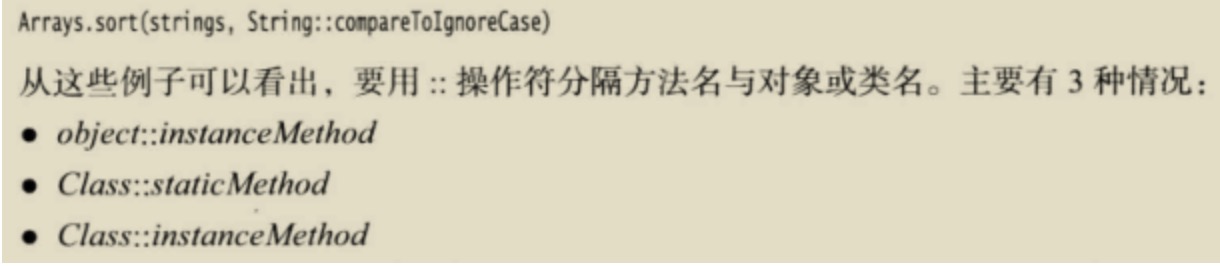 Arrays.sort(strings, String::compareToIgnoreCase)
从这些例子可以看出，要用 :: 操作符分隔方法名与对象或类名。主要有 3 种情况：
● object::instanceMethod
● Class::staticMethod
● Class::instanceMethod